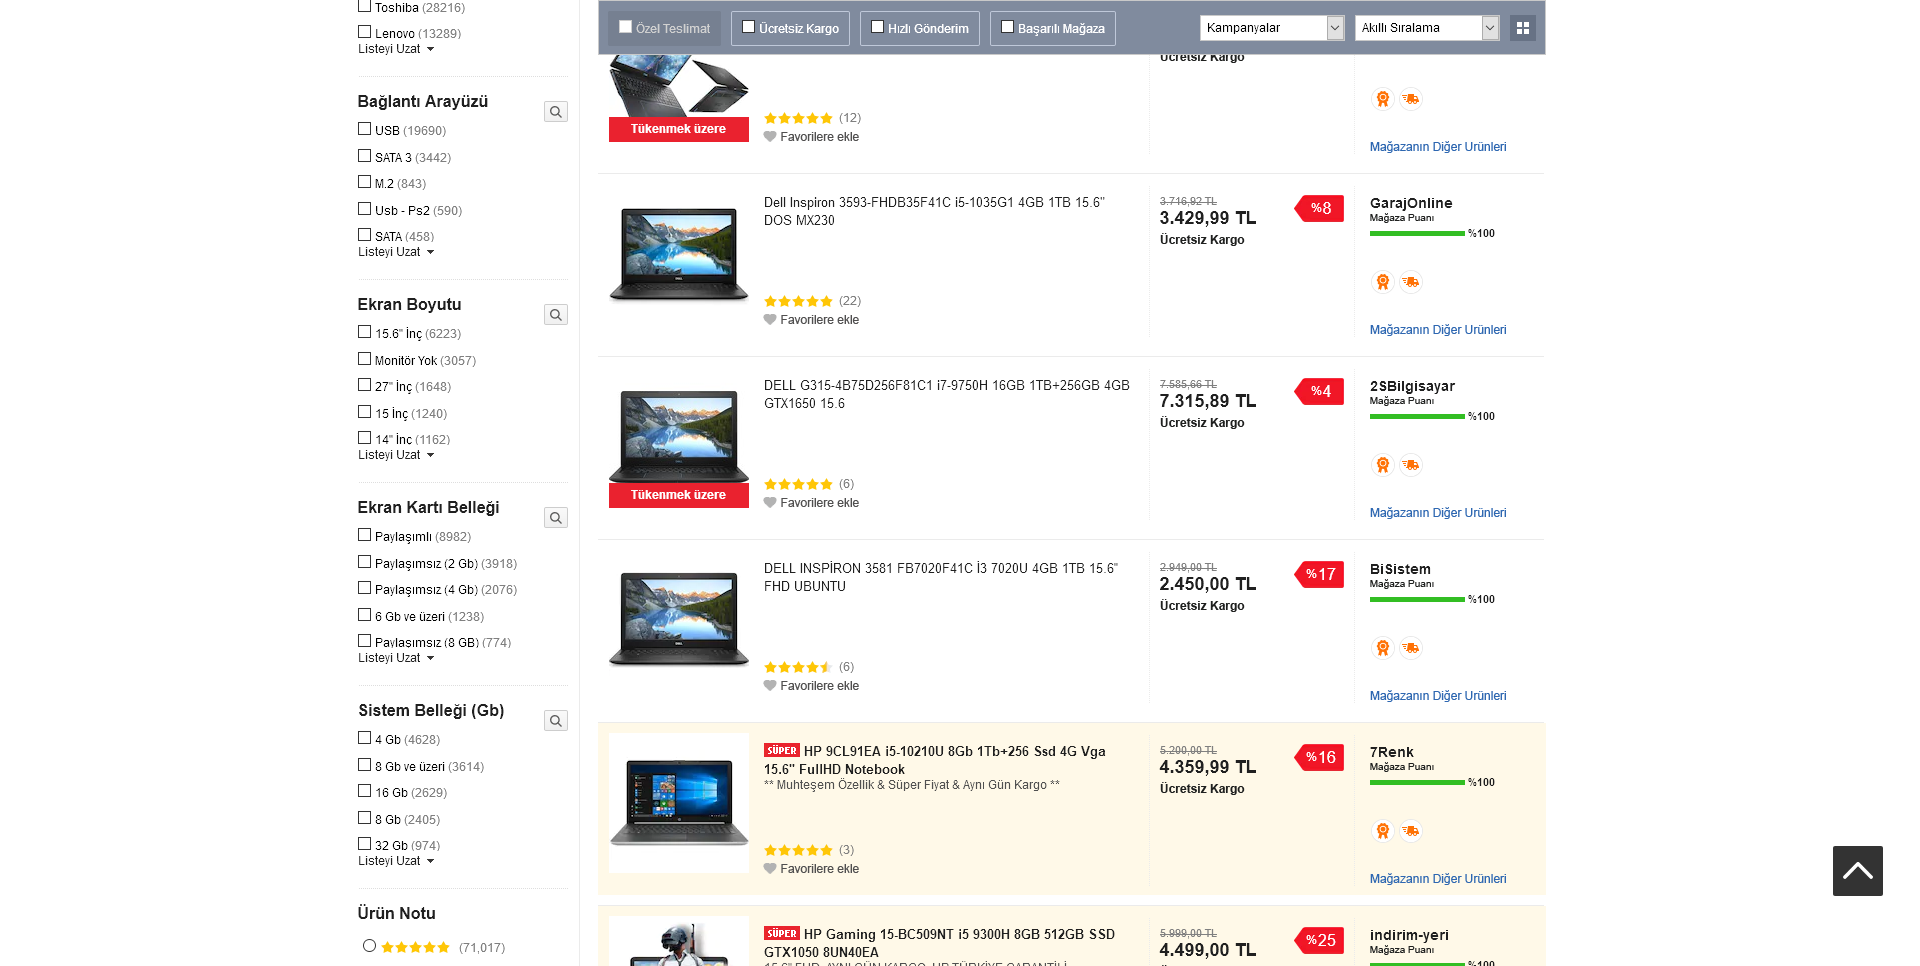 Toshiba (28216)
Lenovo (13289)
Listeyi Uzat
Bağlantı Arayüzü
USB (19690)
SATA 3 (3442)
M.2 (843)
Usb - Ps2 (590)
SATA (458)
Listeyi Uzat
Ekran Boyutu
15.6" İnç (6223)
Monitör Yok (3057)
27" İnç (1648)
15 İnç (1240)
14" İnç (1162)
Listeyi Uzat
Ekran Kartı Belleği
Paylaşımlı (8982)
Paylaşımsız (2 Gb) (3918)
Paylaşımsız (4 Gb) (2076)
6 Gb ve üzeri (1238)
Paylaşımsız (8 GB) (774)
Listeyi Uzat
Sistem Belleği (Gb)
4 Gb (4628)
8 Gb ve üzeri (3614)
16 Gb (2629)
8 Gb (2405)
32 Gb (974)
Listeyi Uzat
Ürün Notu
(71,017)
Özel Teslimat
Ücretsiz Kargo
Hızlı Gönderim
Başarılı Mağaza
Kampanyalar
Akıllı Sıralama
Tükenmek üzere
(12)
Favorilere ekle
Ücretsiz Kargo
Mağazanın Diğer Ürünleri
Dell Inspiron 3593-FHDB35F41C i5-1035G1 4GB 1TB 15.6"
DOS MX230
(22)
Favorilere ekle
3.716,92 TL
3.429,99 TL
Ücretsiz Kargo
%8
GarajOnline
Mağaza Puanı
%100
Mağazanın Diğer Ürünleri
Tükenmek üzere
DELL G315-4B75D256F81C1 i7-9750H 16GB 1TB+256GB 4GB
GTX1650 15.6
(6)
Favorilere ekle
7.585,66 TL
7.315,89 TL
Ücretsiz Kargo
%4
2SBilgisayar
Mağaza Puanı
%100
Mağazanın Diğer Ürünleri
DELL INSPİRON 3581 FB7020F41C İ3 7020U 4GB 1TB 15.6"
FHD UBUNTU
(6)
Favorilere ekle
2.949,00 TL
2.450,00 TL
Ücretsiz Kargo
%17
BiSistem
Mağaza Puanı
%100
Mağazanın Diğer Ürünleri
SÜPER HP 9CL91EA i5-10210U 8Gb 1Tb+256 Ssd 4G Vga
15.6" FullHD Notebook
** Muhteşem Özellik & Süper Fiyat & Aynı Gün Kargo **
(3)
Favorilere ekle
5.200,00 TL
4.359,99 TL
Ücretsiz Kargo
%16
7Renk
Mağaza Puanı
%100
Mağazanın Diğer Ürünleri
SÜPER HP Gaming 15-BC509NT i5 9300H 8GB 512GB SSD
GTX1050 8UN40EA
15.6" FHD, AYNI GÜN KARGO, HP TÜRKİYE GARANTİLİ
5.999,00 TL
4.499,00 TL
%25
indirim-yeri
Mağaza Puanı
%100